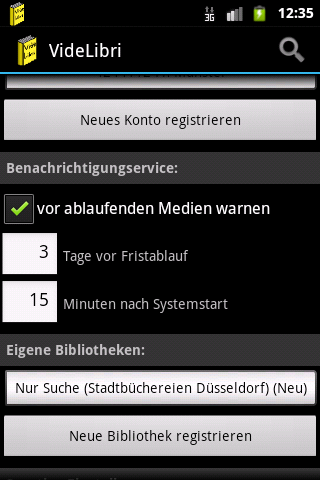 3G 12:35
VideLibri
Neues Konto registrieren
Benachrichtigungservice:
vor ablaufenden Medien warnen
3 Tage vor Fristablauf
15 Minuten nach Systemstart
Eigene Bibliotheken:
Nur Suche (Stadtbüchereien Düsseldorf) (Neu)
Neue Bibliothek registrieren